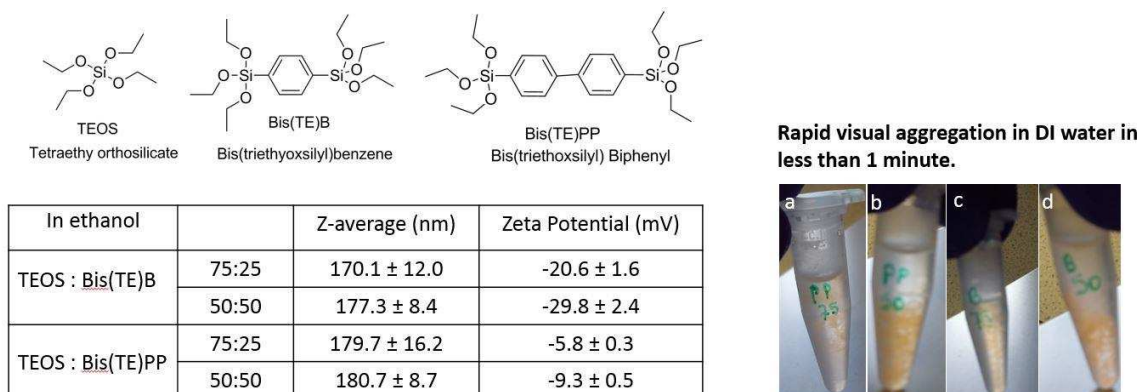 TEOS
Tetraethy orthosilicate
Bis(TE)B
Bis(triethyoxsilyl)benzene
Bis(TE)PP
Bis(triethoxsilyl) Biphenyl
In ethanol Z-average (nm) Zeta Potential (mV)
TEOS : Bis(TE)B 75:25 170.1 ± 12.0 -20.6 ± 1.6
50:50 177.3 ± 8.4 -29.8 ± 2.4
TEOS : Bis(TE)PP 75:25 179.7 ± 16.2 -5.8 ± 0.3
50:50 180.7 ± 8.7 -9.3 ± 0.5
Rapid visual aggregation in DI water in
less than 1 minute.
a b c d
PP
75
PP
50
B
B
50